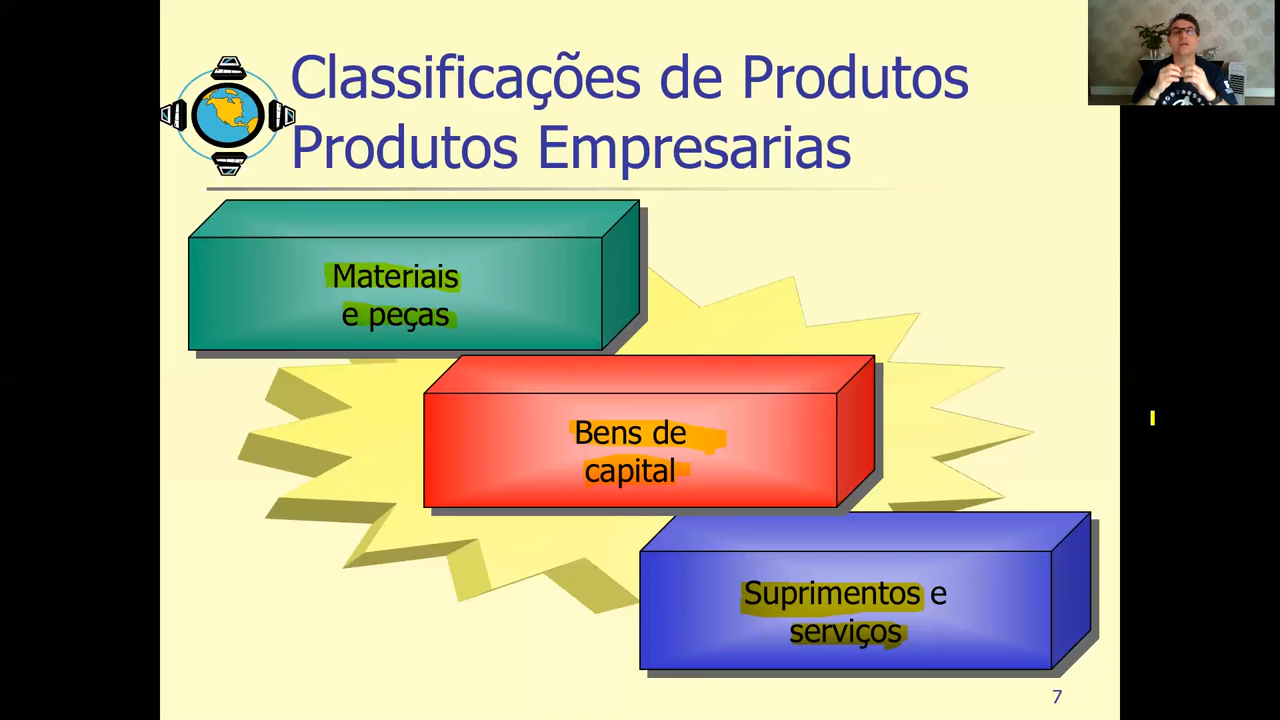 Classificações de Produtos
Produtos Empresarias
Materiais
e peças
Bens de
capital
Suprimentos e
serviços
7